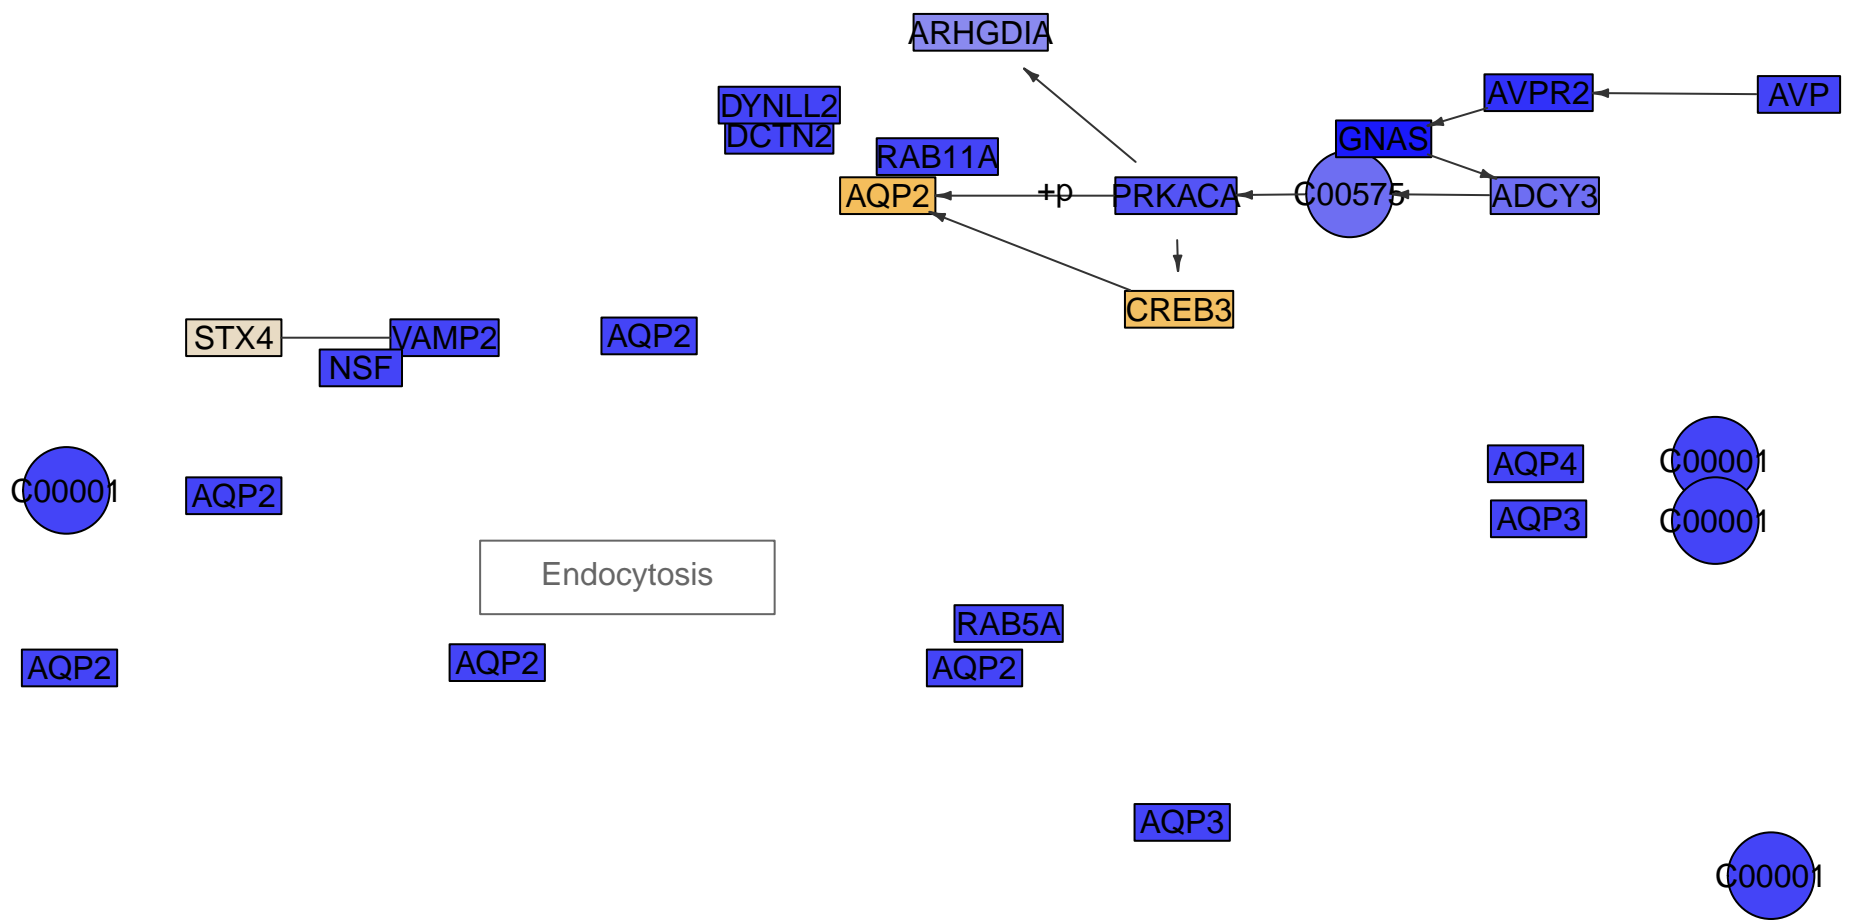 ARHGDIA
DYNLL2
AVPR2
AVP
DCTN2
GNAS
RAB11A
AQP2
+p
PRKACA
C00575
ADCY3
CREB3
STX4
VAMP2
AQP2
NSF
C00001
AQP2
AQP4
C00001
AQP3
C00001
Endocytosis
RAB5A
AQP2
AQP2
AQP2
AQP3
C00001